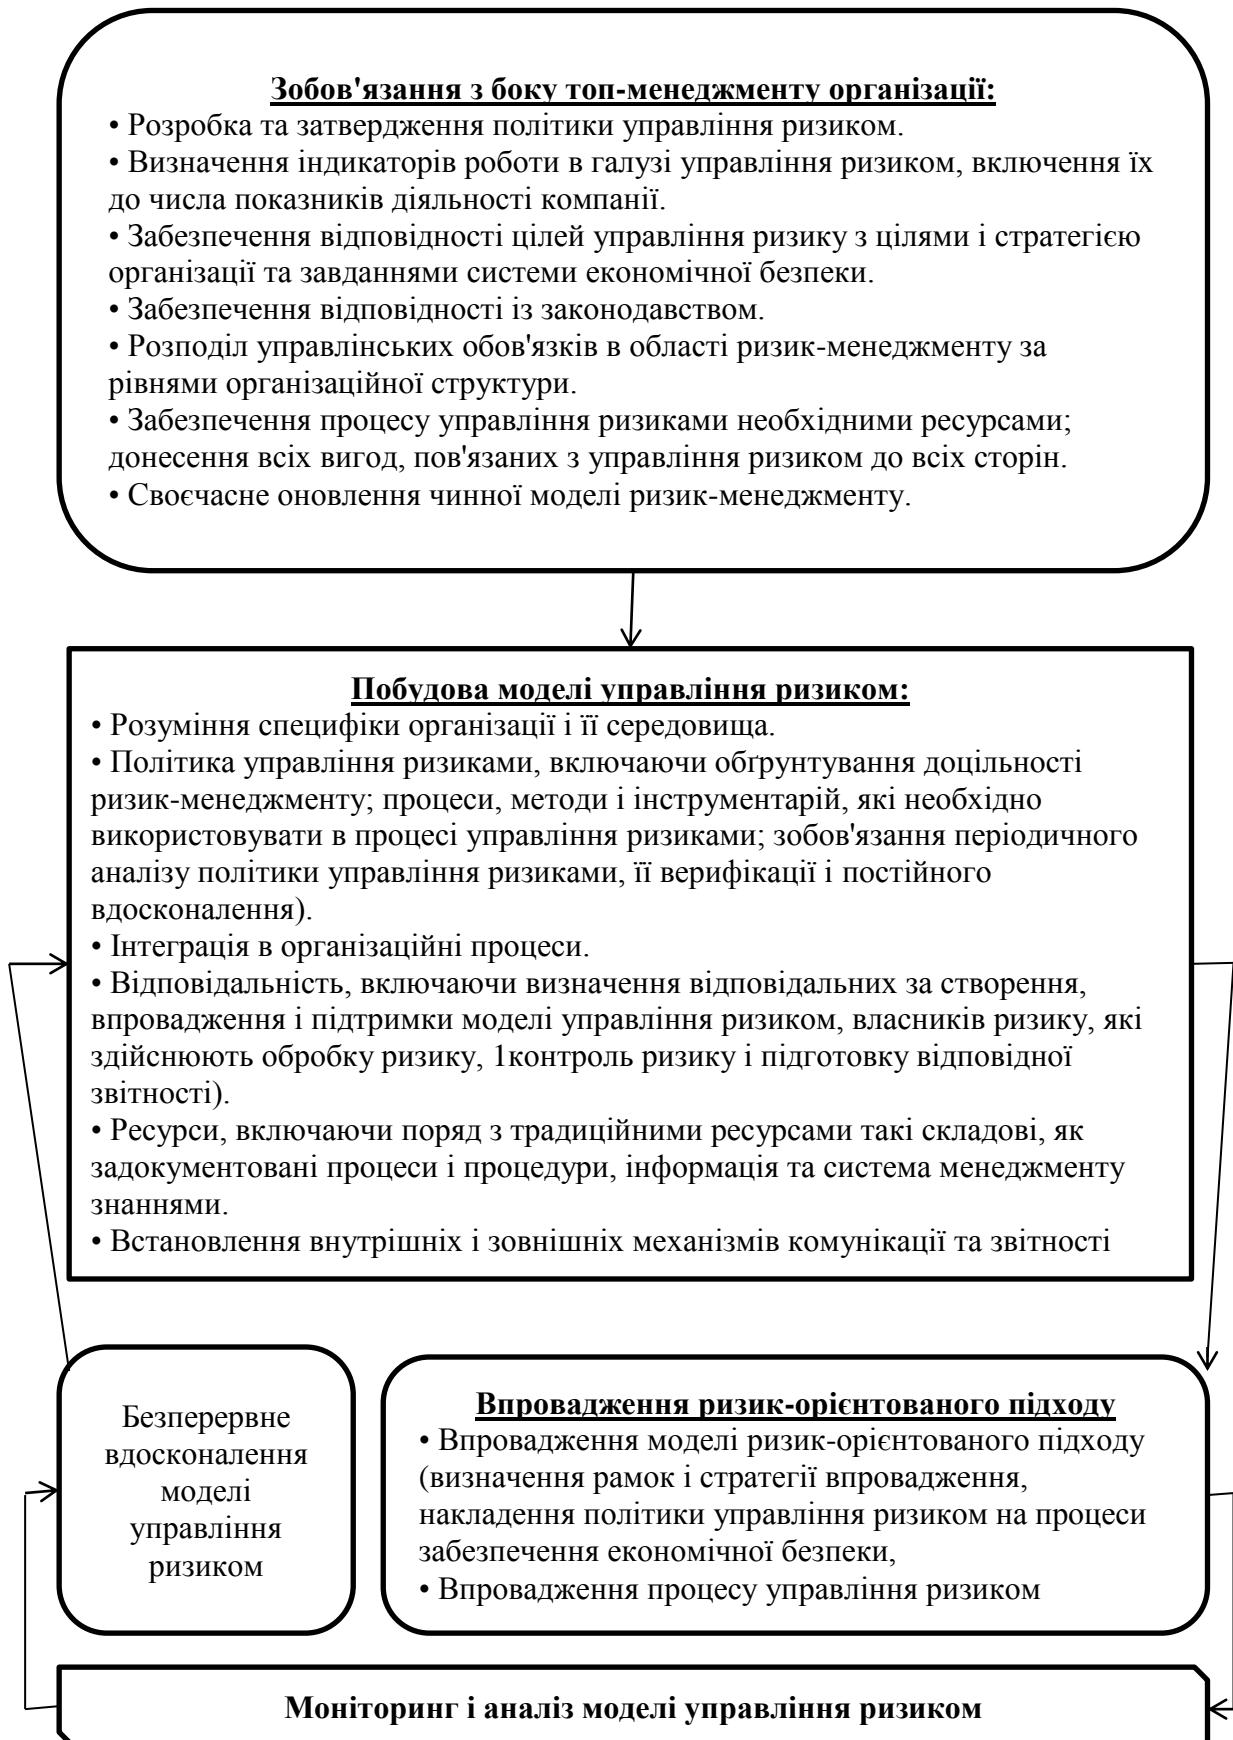 Зобов'язання з боку топ-менеджменту організації:
• Розробка та затвердження політики управління ризиком.
• Визначення індикаторів роботи в галузі управління ризиком, включення їх
до числа показників діяльності компанії.
• Забезпечення відповідності цілей управління ризику з цілями і стратегією
організації та завданнями системи економічної безпеки.
• Забезпечення відповідності із законодавством.
• Розподіл управлінських обов'язків в області ризик-менеджменту за
рівнями організаційної структури.
• Забезпечення процесу управління ризиками необхідними ресурсами;
донесення всіх вигод, пов'язаних з управління ризиком до всіх сторін.
• Своєчасне оновлення чинної моделі ризик-менеджменту.
Побудова моделі управління ризиком:
• Розуміння специфіки організації і її середовища.
• Політика управління ризиками, включаючи обґрунтування доцільності
ризик-менеджменту; процеси, методи і інструментарій, які необхідно
використовувати в процесі управління ризиками; зобов'язання періодичного
аналізу політики управління ризиками, її верифікації і постійного
вдосконалення).
• Інтеграція в організаційні процеси.
• Відповідальність, включаючи визначення відповідальних за створення,
впровадження і підтримки моделі управління ризиком, власників ризику, які
здійснюють обробку ризику, 1контроль ризику і підготовку відповідної
звітності).
• Ресурси, включаючи поряд з традиційними ресурсами такі складові, як
задокументовані процеси і процедури, інформація та система менеджменту
знаннями.
• Встановлення внутрішніх і зовнішніх механізмів комунікації та звітності
Безперервне
вдосконалення
моделі
управління
ризиком
Впровадження ризик-орієнтованого підходу
• Впровадження моделі ризик-орієнтованого підходу
(визначення рамок і стратегії впровадження,
накладення політики управління ризиком на процеси
забезпечення економічної безпеки,
• Впровадження процесу управління ризиком
Моніторинг і аналіз моделі управління ризиком